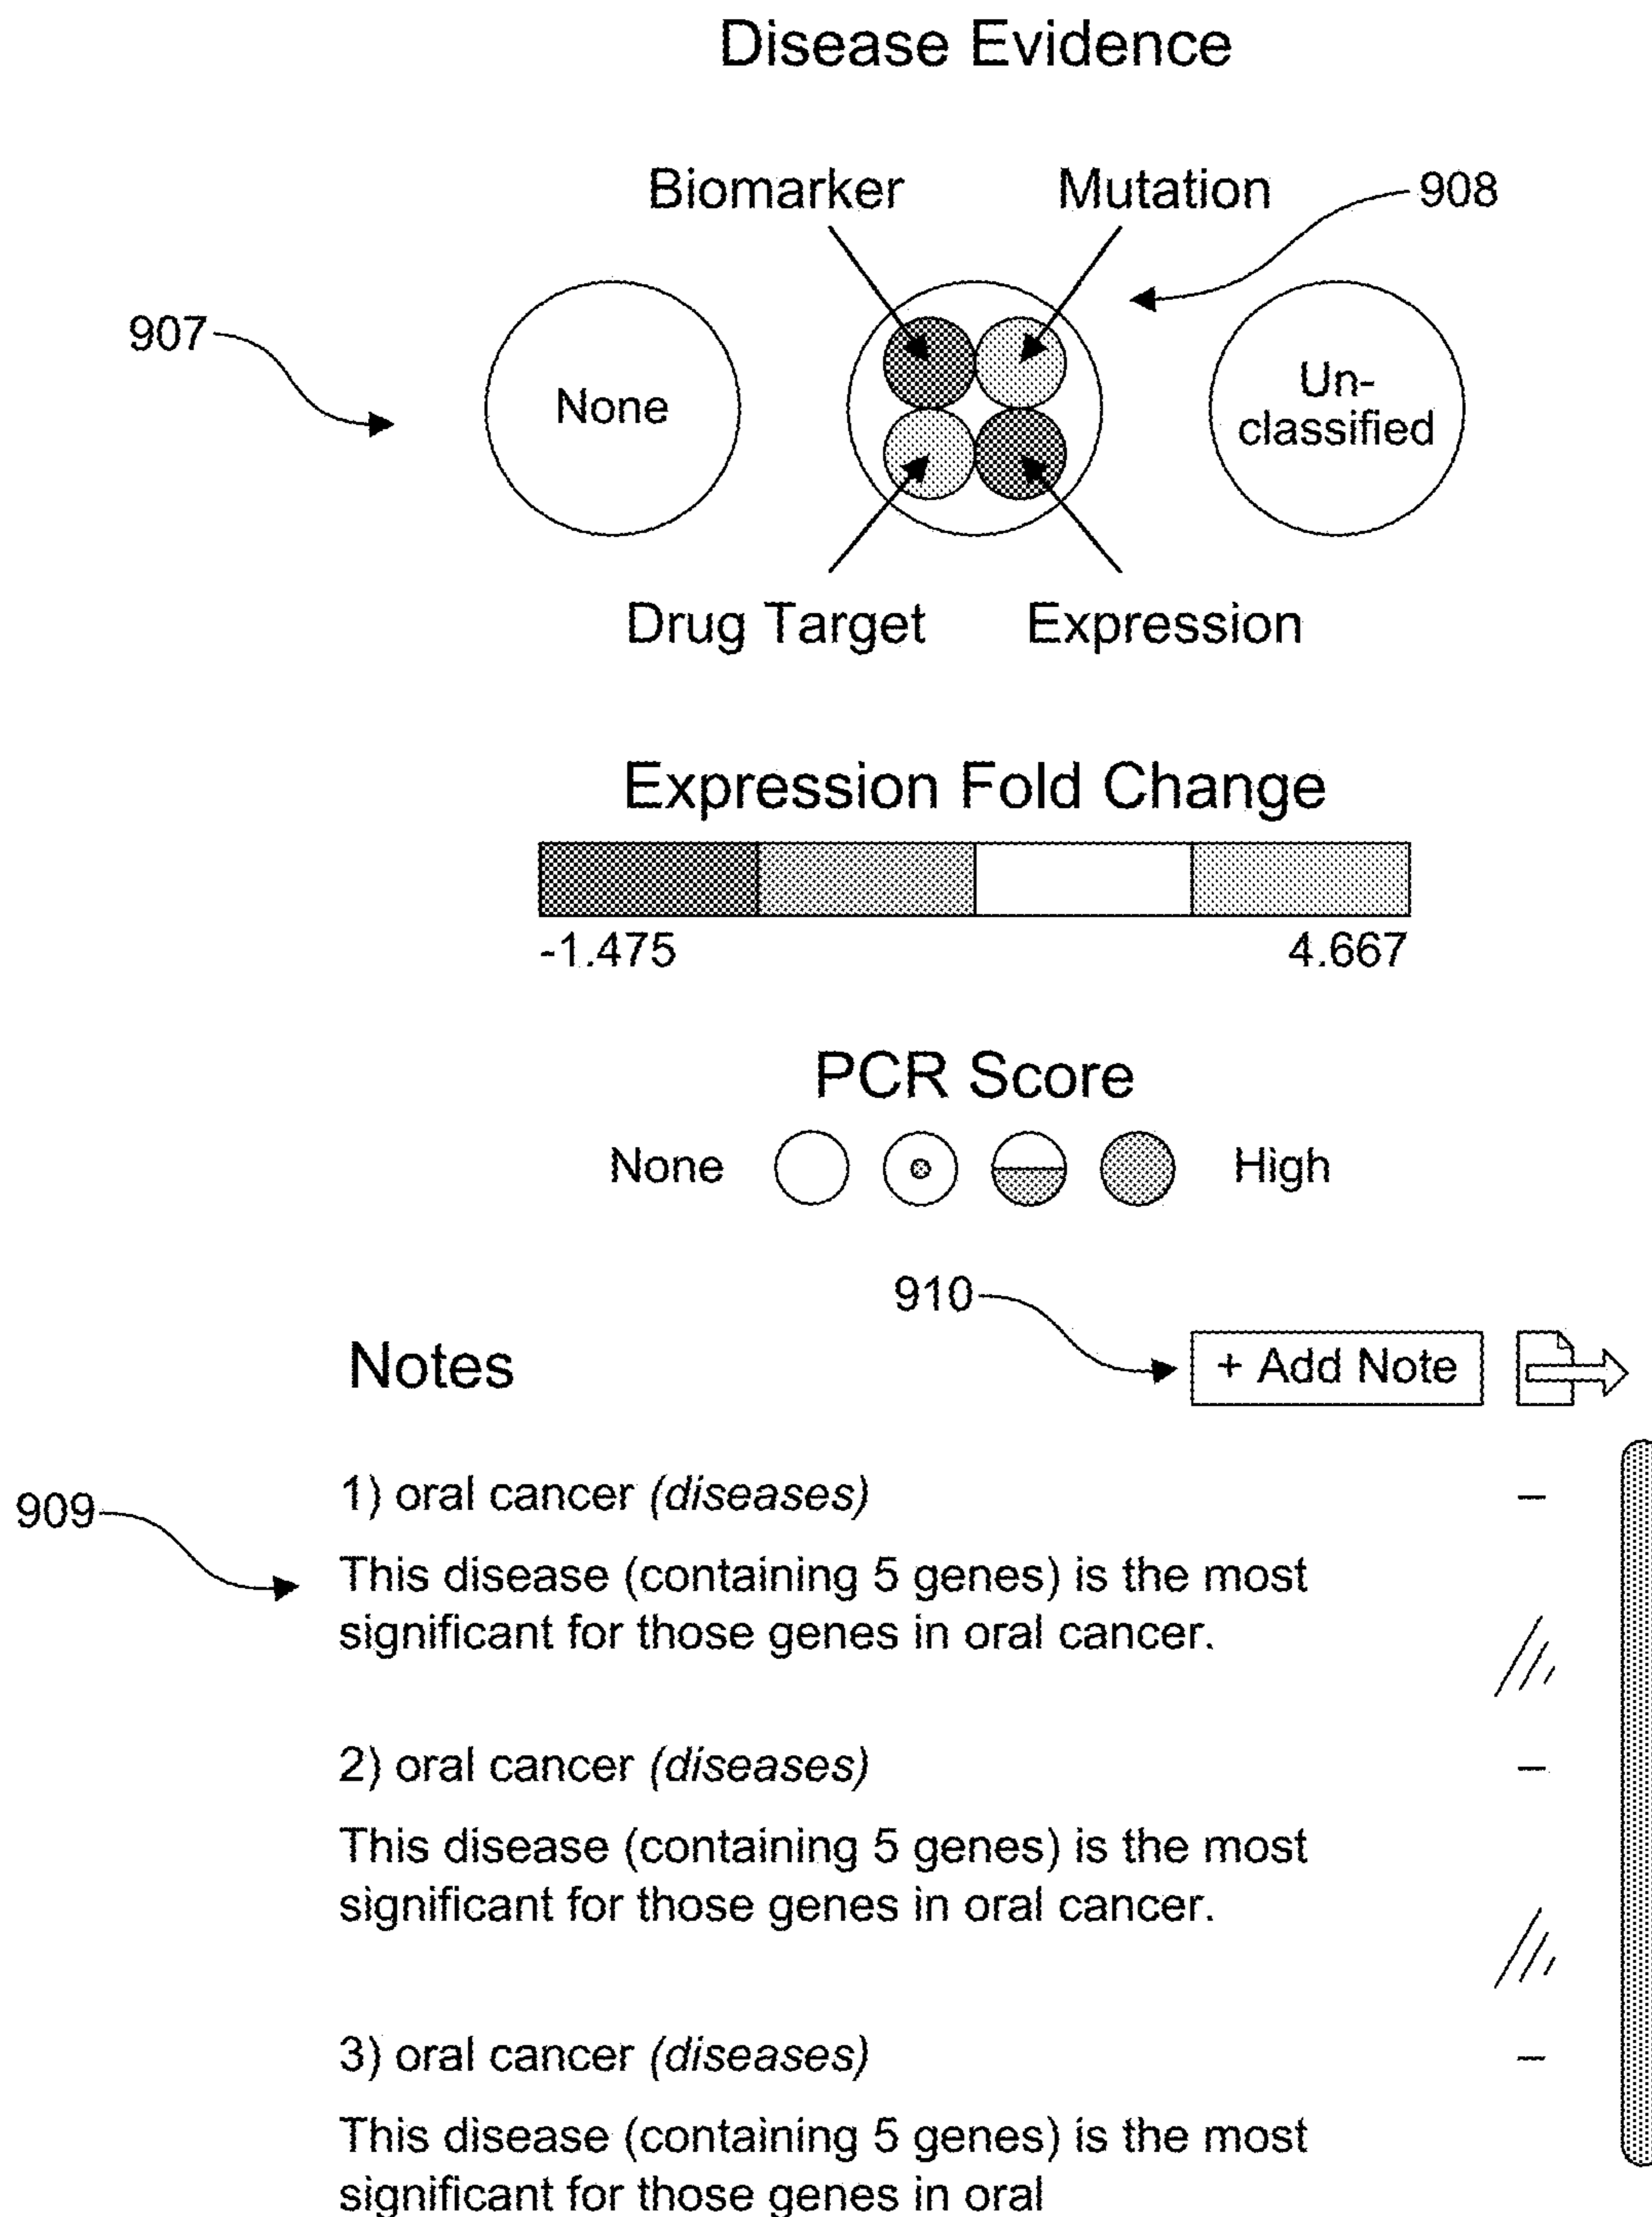 Disease Evidence
Biomarker
Mutation
908
907
None
Un-
classified
Drug Target
Expression
Expression Fold Change
-1.475
4.667
PCR Score
None
High
910
Notes
+ Add Note
909
1) oral cancer (diseases)
This disease (containing 5 genes) is the most
significant for those genes in oral cancer.
2) oral cancer (diseases)
This disease (containing 5 genes) is the most
significant for those genes in oral cancer.
3) oral cancer (diseases)
This disease (containing 5 genes) is the most
significant for those genes in oral